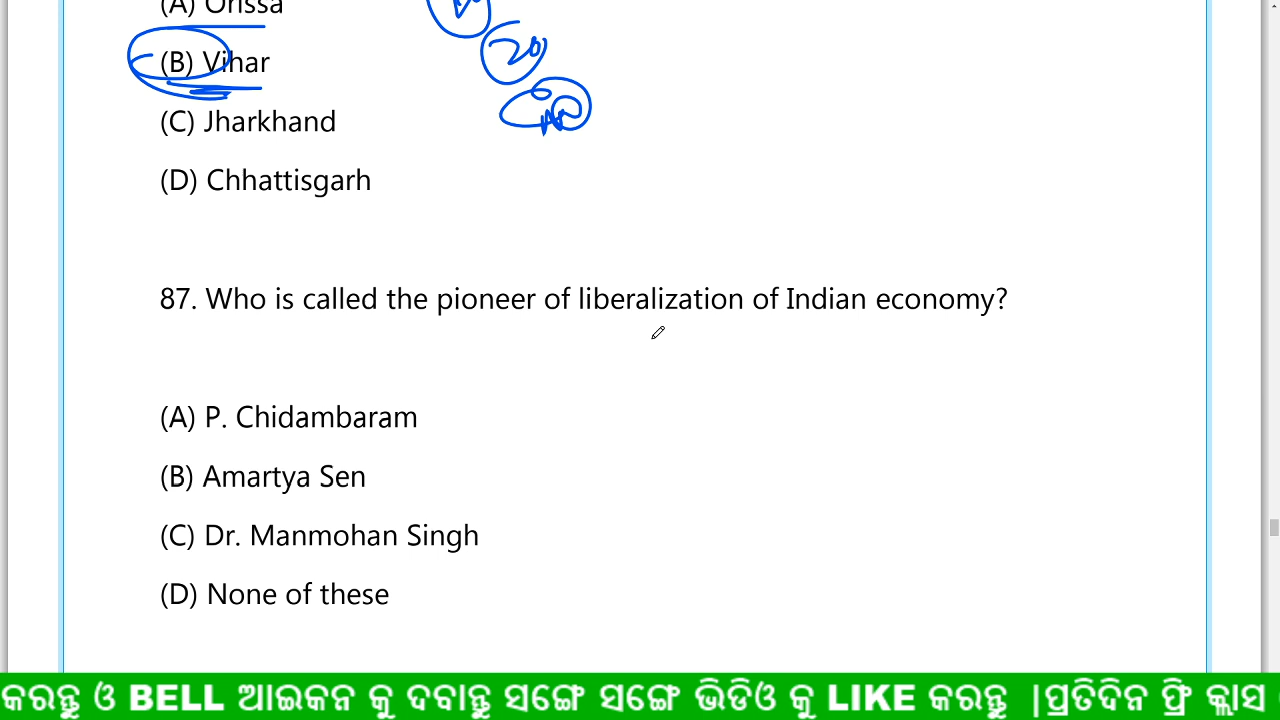 (A) Orissa
20
(B) Vihar
(C) Jharkhand
(D) Chhattisgarh
87. Who is called the pioneer of liberalization of Indian economy?
(A) P. Chidambaram
(B) Amartya Sen
(C) Dr. Manmohan Singh
(D) None of these
କରନ୍ତୁ ଓ BELL ଆଇକନ କୁ ଦବାନ୍ତୁ ସଙ୍ଗେ ସଙ୍ଗେ ଭିଡିଓ କୁ LIKE କରନ୍ତୁ |ପ୍ରତିଦିନ ଫ୍ରି କ୍ଲାସ